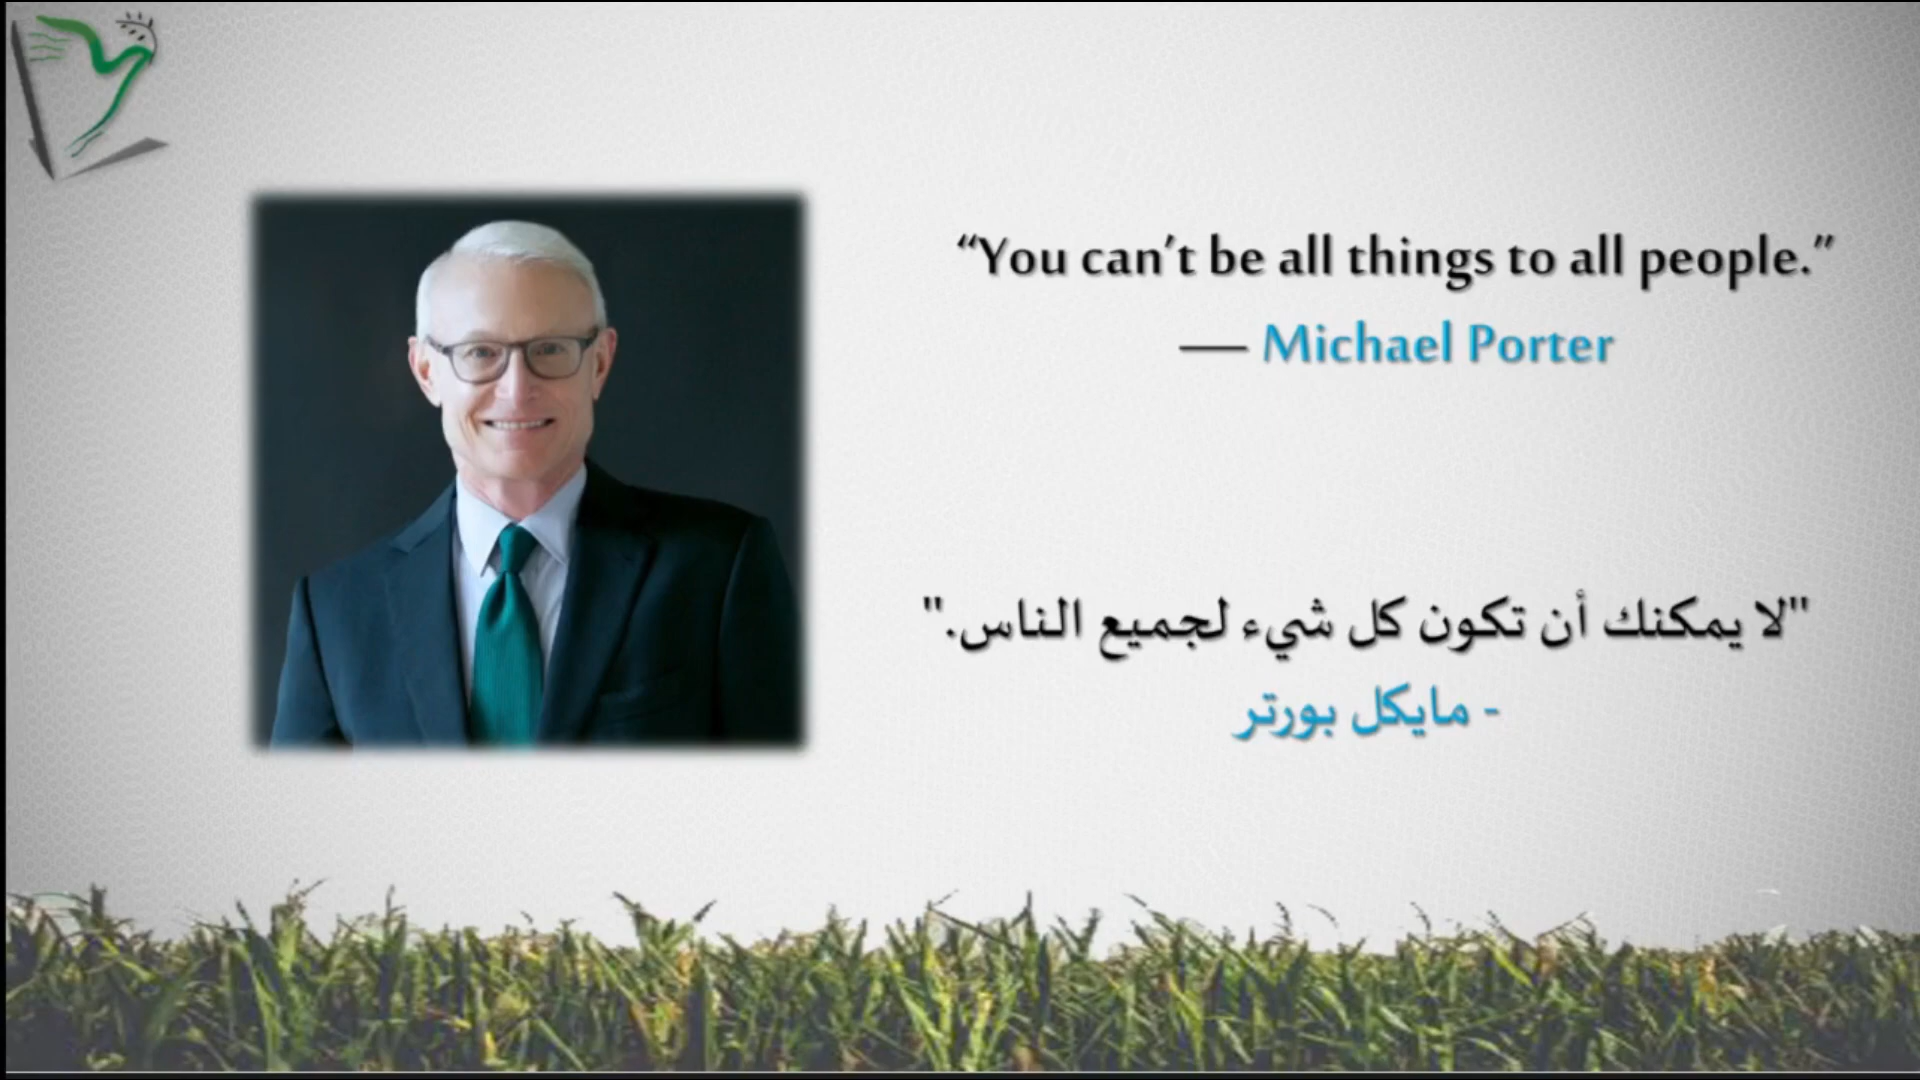 “You can’t be all things to all people.”
— Michael Porter
"لا يمكنك أن تكون كل شيء لجميع الناس."
- مايكل بورتر